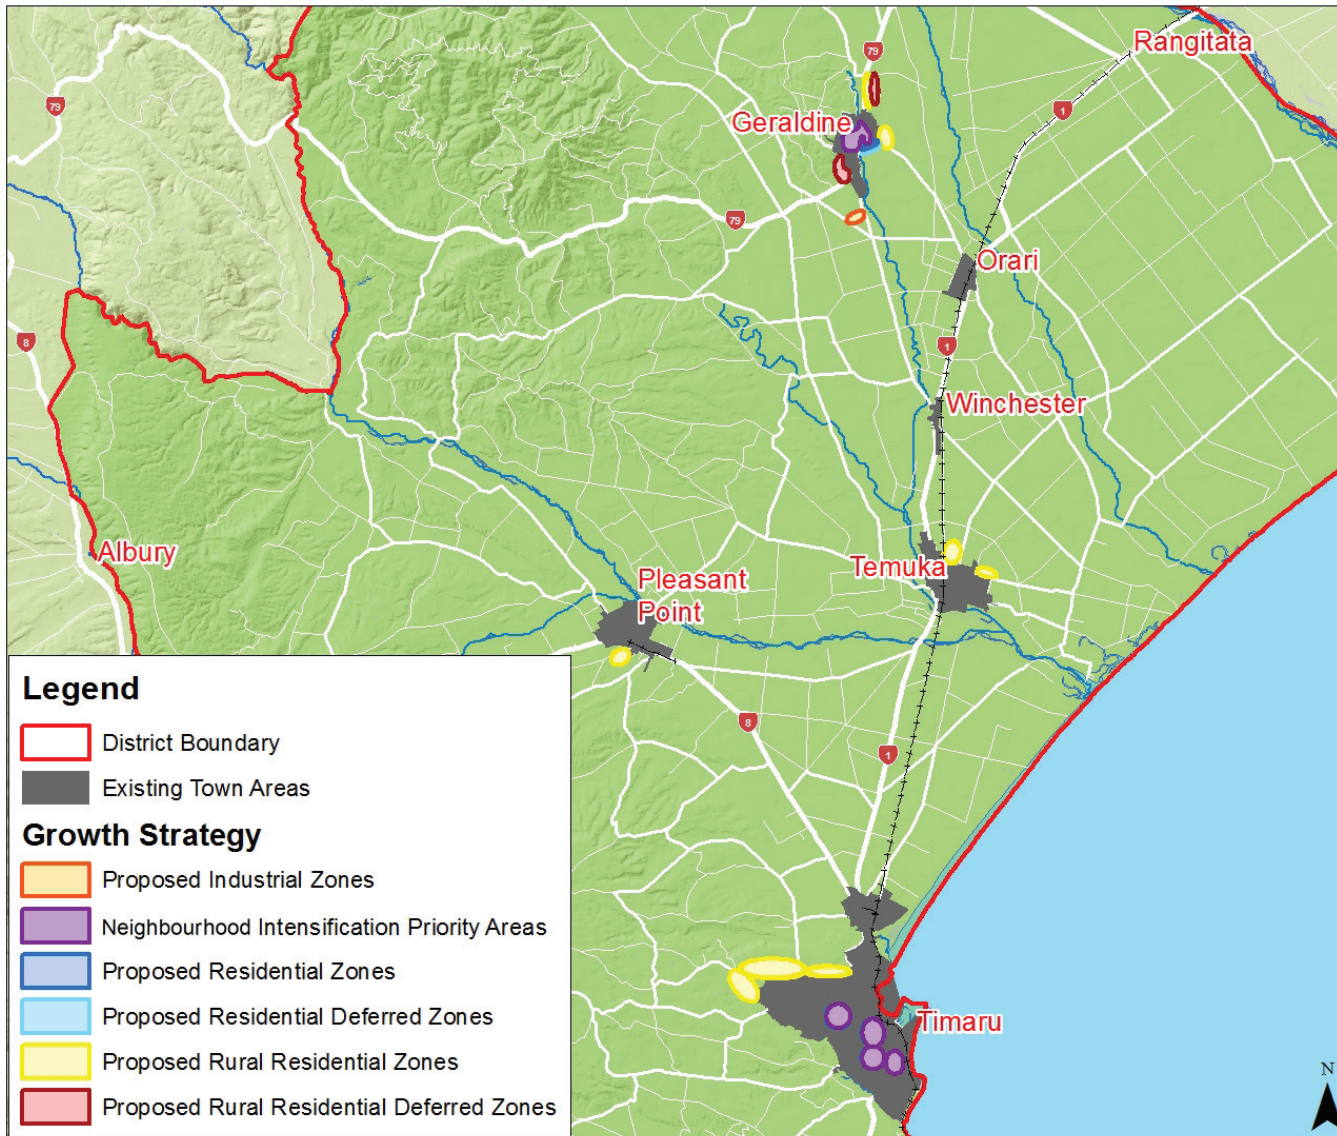 Rangitata
79
1
79
Geraldine
79
Orari
8
1
Winchester
Albury
Temuka
Pleasant
Point
8
1
Timaru
N
Legend
District Boundary
Existing Town Areas
Growth Strategy
Proposed Industrial Zones
Neighbourhood Intensification Priority Areas
Proposed Residential Zones
Proposed Residential Deferred Zones
Proposed Rural Residential Zones
Proposed Rural Residential Deferred Zones